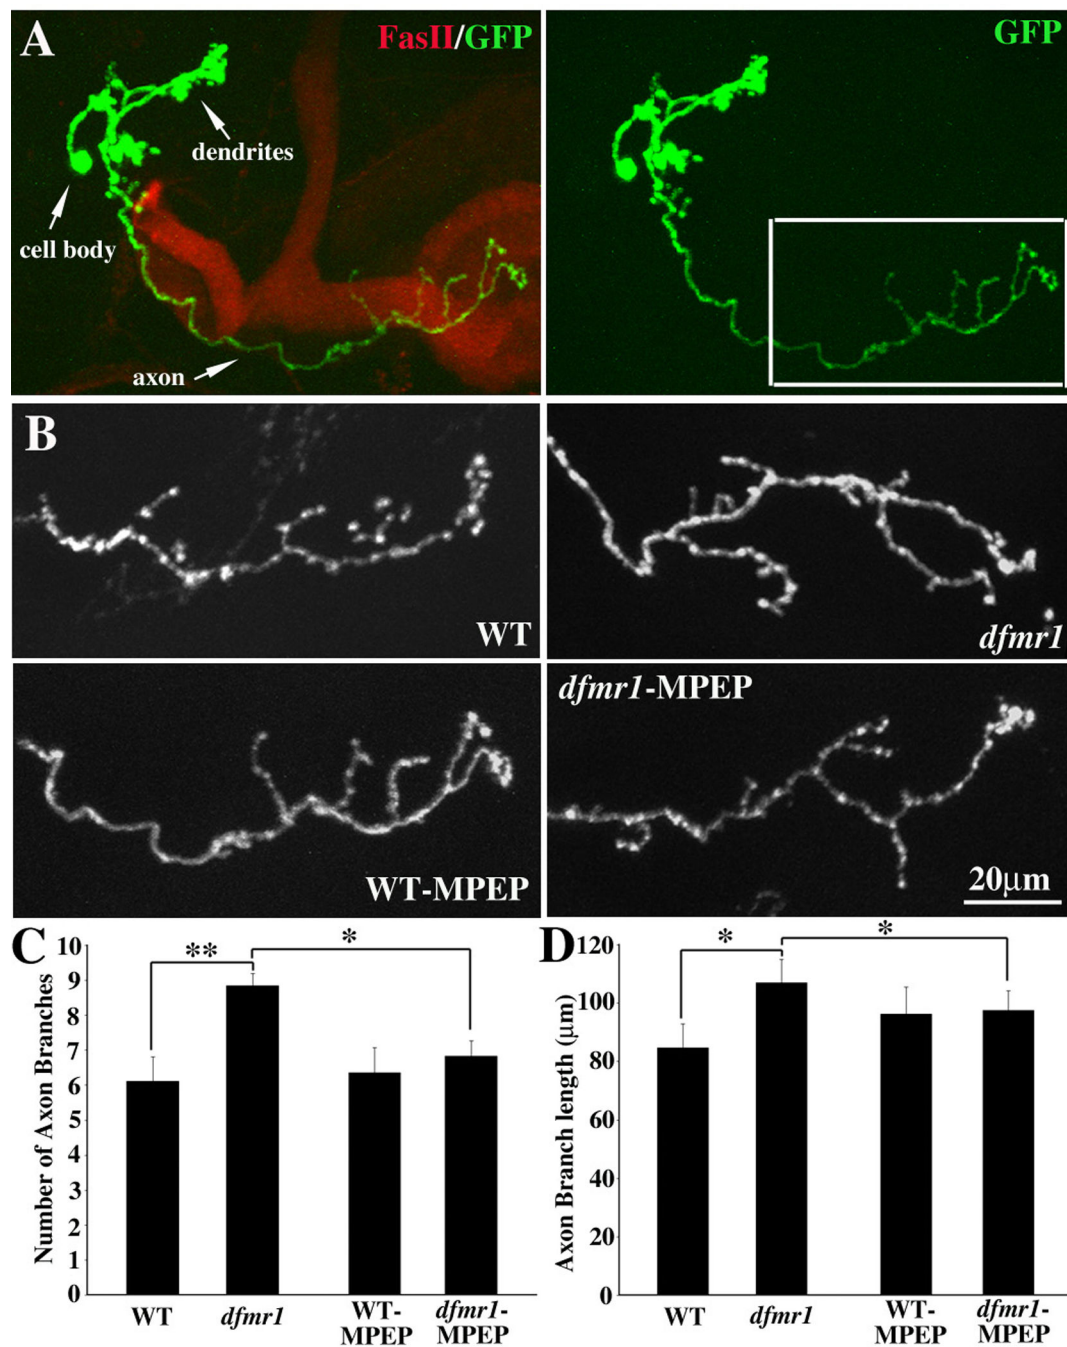 A
FasII/GFP
GFP
dendrites
cell body
axon
B
WT
dfmr1
WT-MPEP
dfmr1-MPEP
20μm
C
Number of Axon Branches
10
9
8
7
6
5
4
3
2
1
0
**
*
WT
dfmr1
WT-
MPEP
dfmr1-
MPEP
D
Axon Branch length (μm)
120
100
80
60
40
20
0
*
*
WT
dfmr1
WT-
MPEP
dfmr1-
MPEP